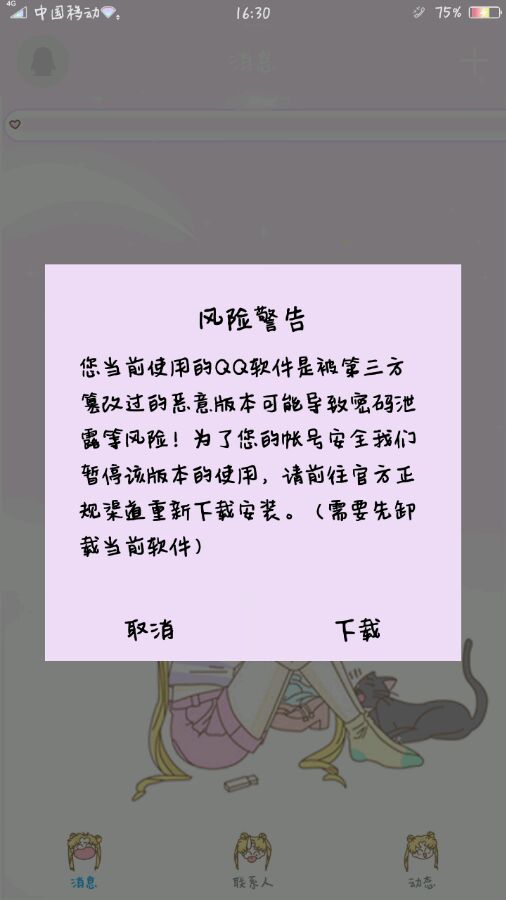 4G 中国移动 16:30 75%
消息
风险警告
您当前使用的QQ软件是被第三方
篡改过的恶意版本可能导致密码泄
露等风险！为了您的帐号安全我们
暂停该版本的使用，请前往官方正
规渠道重新下载安装。（需要先卸
载当前软件）
取消 下载
消息 联系人 动态